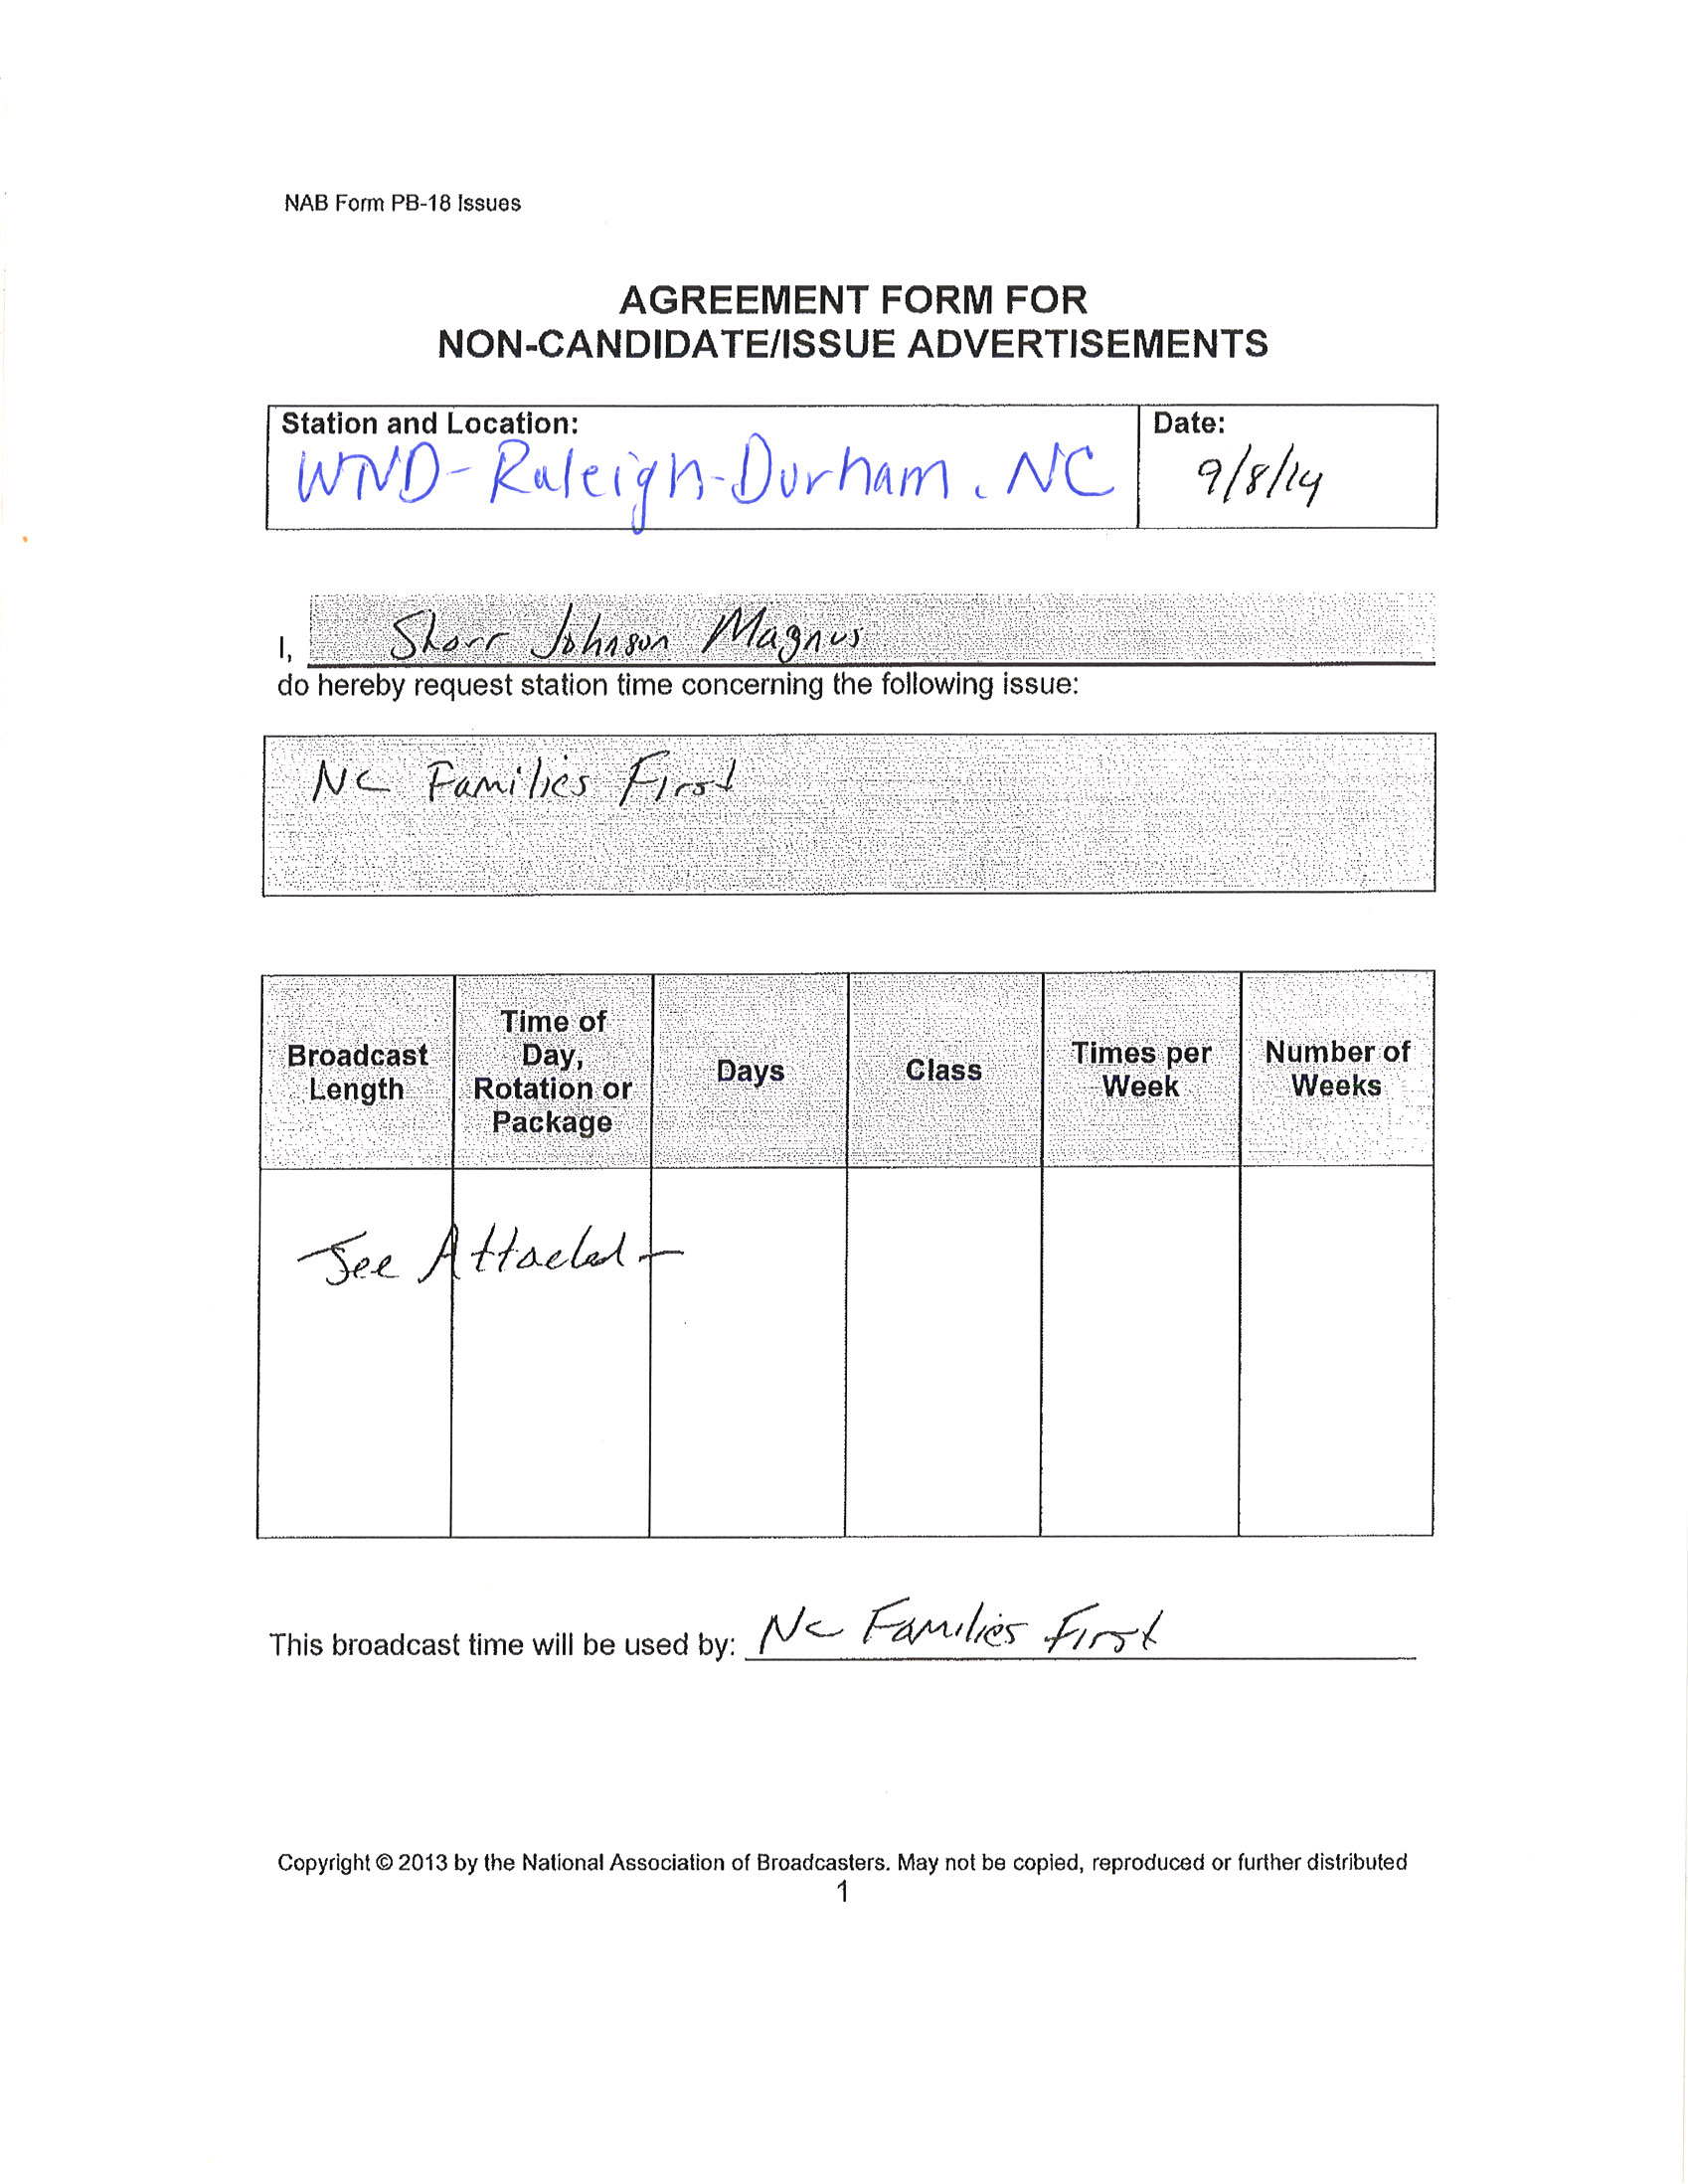 NAB Form PB-18 Issues
AGREEMENT FORM FOR
NON-CANDIDATE/ISSUE ADVERTISEMENTS
Station and Location:
Date:
Raleigh-Durham, NC
9/8/14
I, Shorr Johnson Magnus
do hereby request station time concerning the following issue:
NC Families First
Broadcast Length
Time of Day, Rotation or Package
Days
Class
Times per Week
Number of Weeks
See Attached -
This broadcast time will be used by: NC Families First
Copyright © 2013 by the National Association of Broadcasters. May not be copied, reproduced or further distributed
1